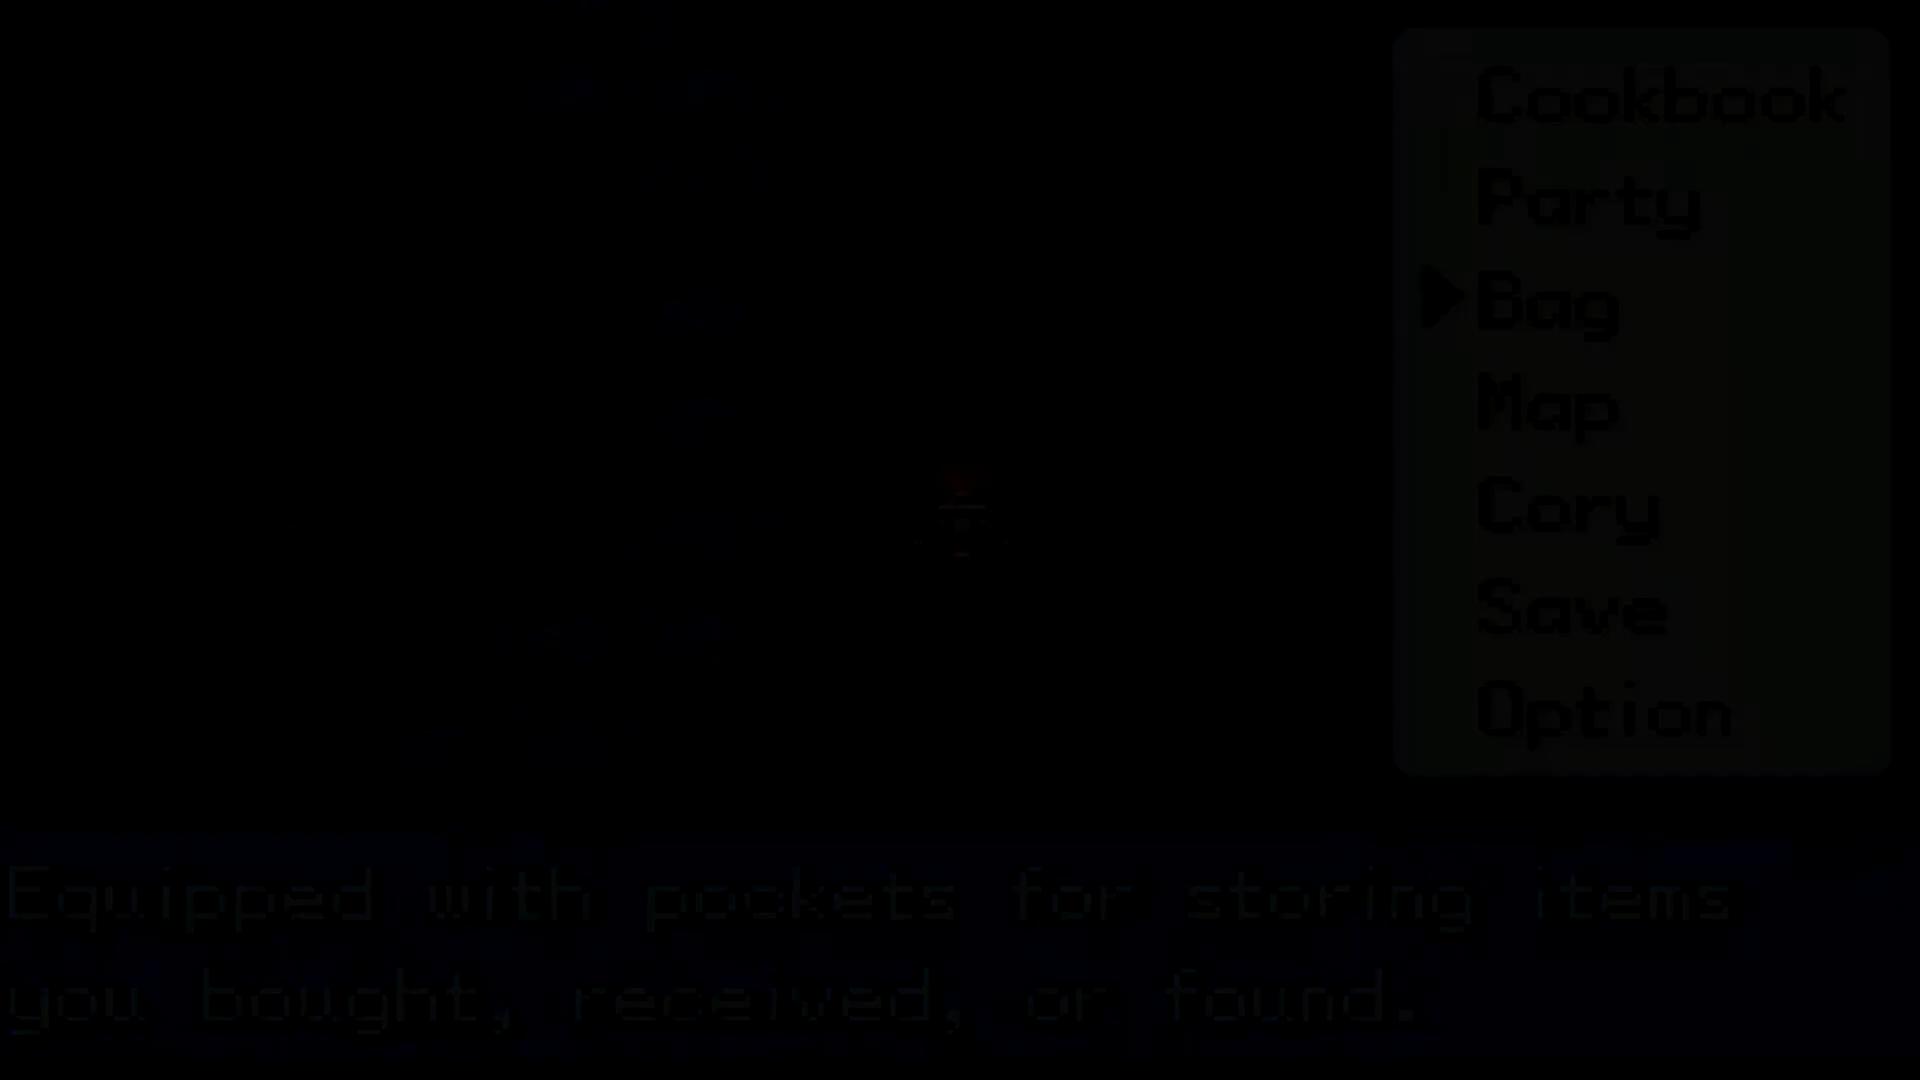 Cookbook
Party
Bag
Map
Cory
Save
Option
Equipped with pockets for storing items
you bought, received, or found.